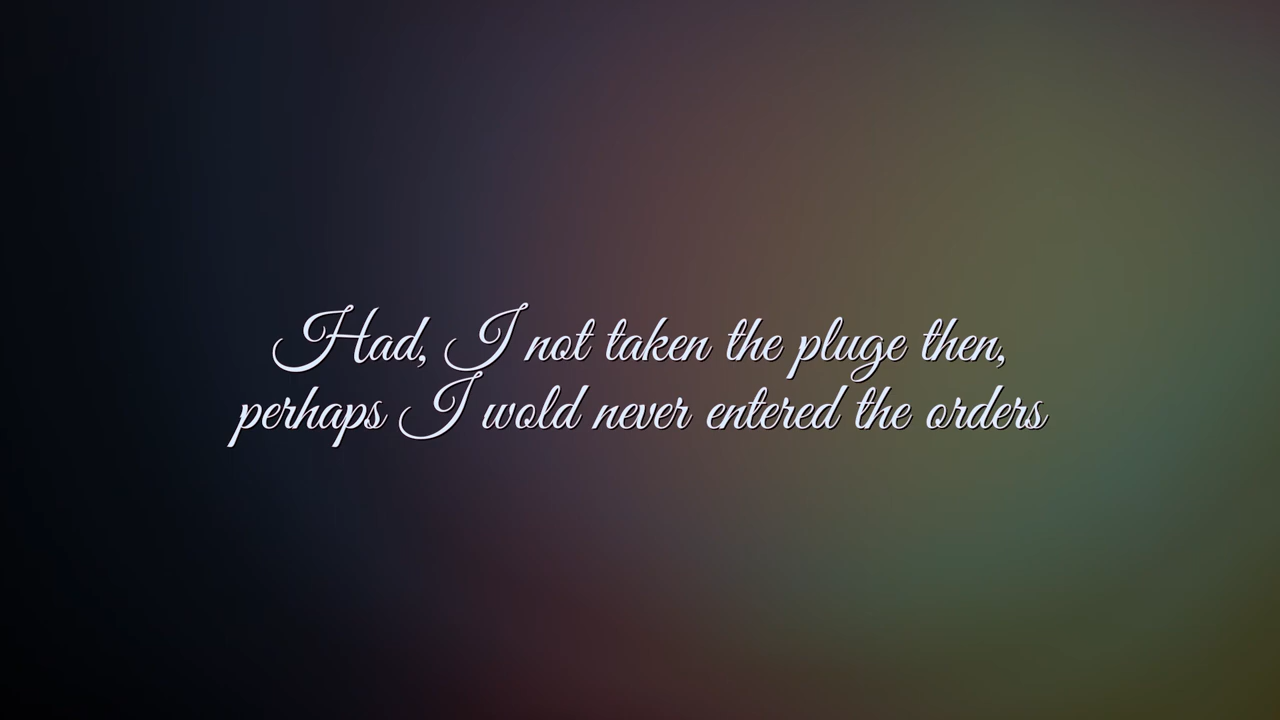 Had, I not taken the pluge then,
perhaps I wold never entered the orders